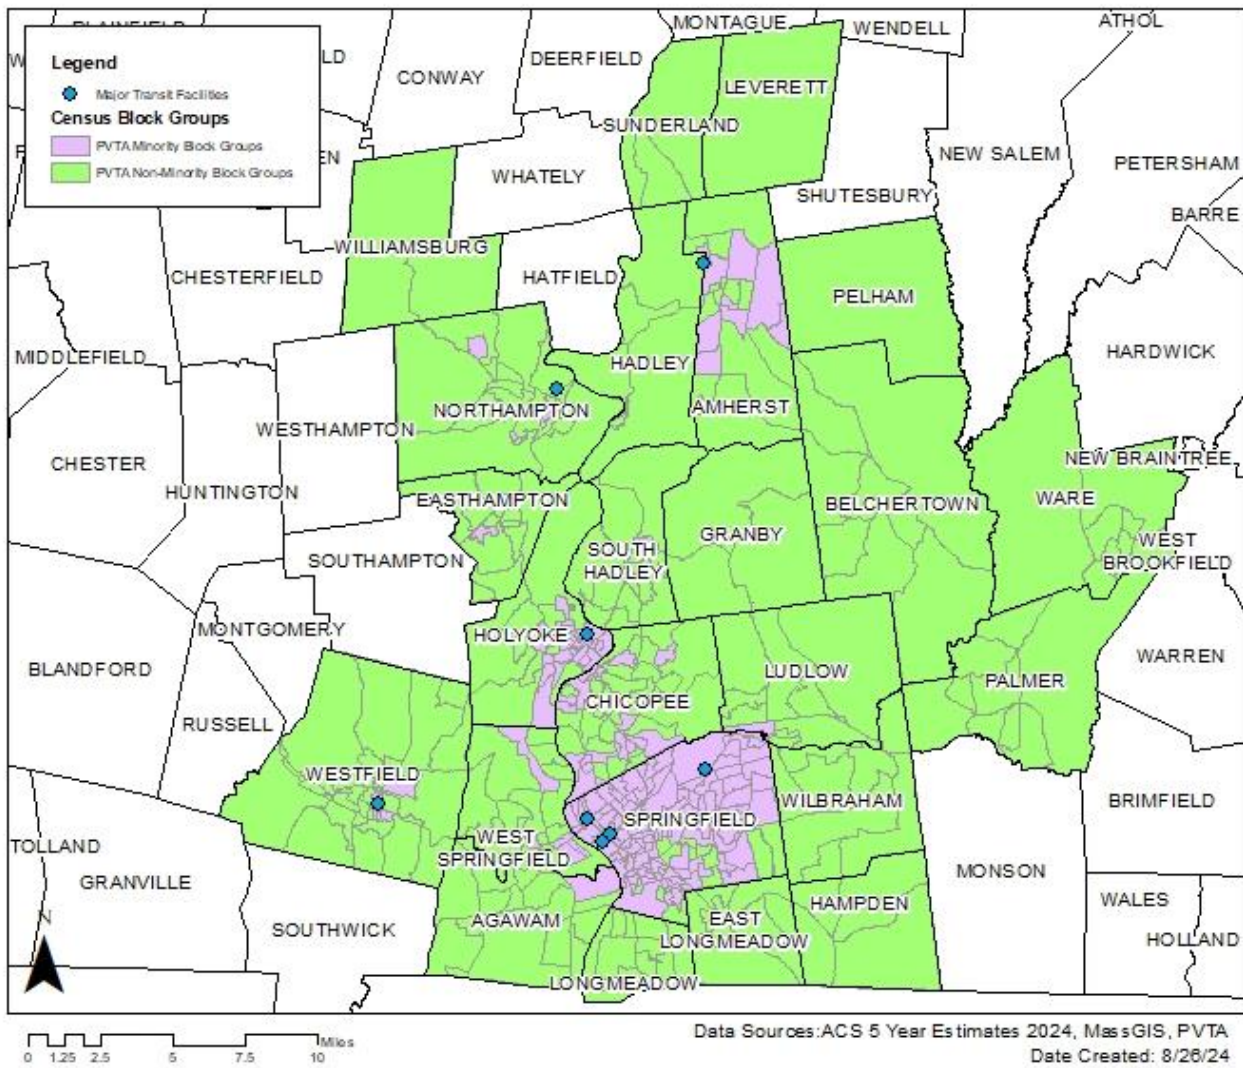 PLAINFIELD
MONTAGUE
WENDELL
ATHOL
Legend
LD
DEERFIELD
CONWAY
Major Transit Facilities
LEVERETT
Census Block Groups
SUNDERLAND
PVTA Minority Block Groups
EN
NEW SALEM
PETERSHAM
PVTA Non-Minority Block Groups
WHATELY
SHUTESBURY
BARRE
WILLIAMSBURG
CHESTERFIELD
HATFIELD
PELHAM
MIDDLEFIELD
HADLEY
HARDWICK
NORTHAMPTON
AMHERST
WESTHAMPTON
CHESTER
NEW BRAINTREE
HUNTINGTON
EASTHAMPTON
BELCHERTOWN
WARE
GRANBY
SOUTHAMPTON
SOUTH
HADLEY
WEST
BROOKFIELD
MONTGOMERY
HOLYOKE
BLANDFORD
LUDLOW
WARREN
PALMER
RUSSELL
CHICOPEE
WESTFIELD
WILBRAHAM
BRIMFIELD
SPRINGFIELD
TOLLAND
WEST
SPRINGFIELD
GRANVILLE
MONSON
WALES
HAMPDEN
N
AGAWAM
EAST
LONGMEADOW
SOUTHWICK
HOLLAND
LONGMEADOW
Miles
0 1.25 2.5 5 7.5 10
Data Sources:ACS 5 Year Estimates 2024, MassGIS, PVTA
Date Created: 8/26/24